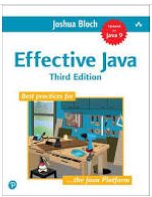 Joshua Bloch
Java 9
Effective Java
Third Edition
Best practices for
...the Java Platform